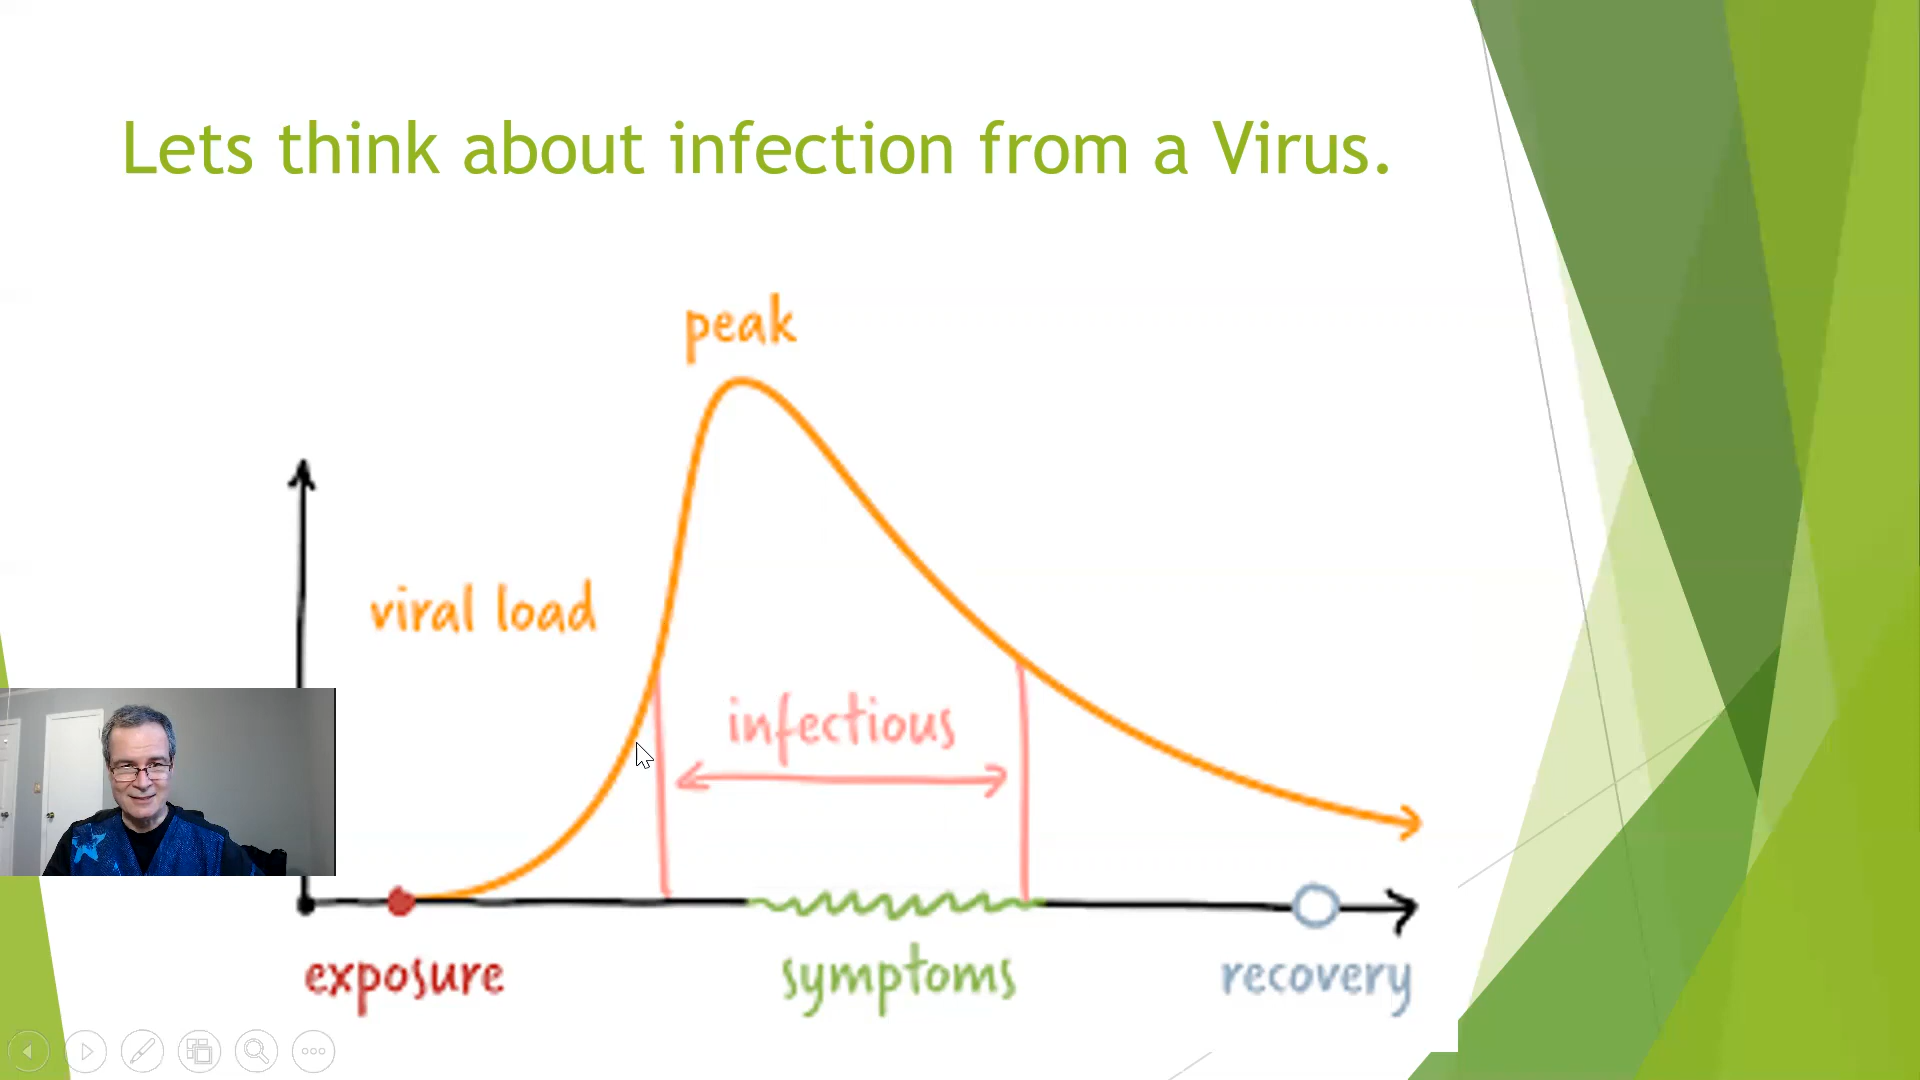 Lets think about infection from a Virus.
peak
viral load
infectious
exposure
symptoms
recovery